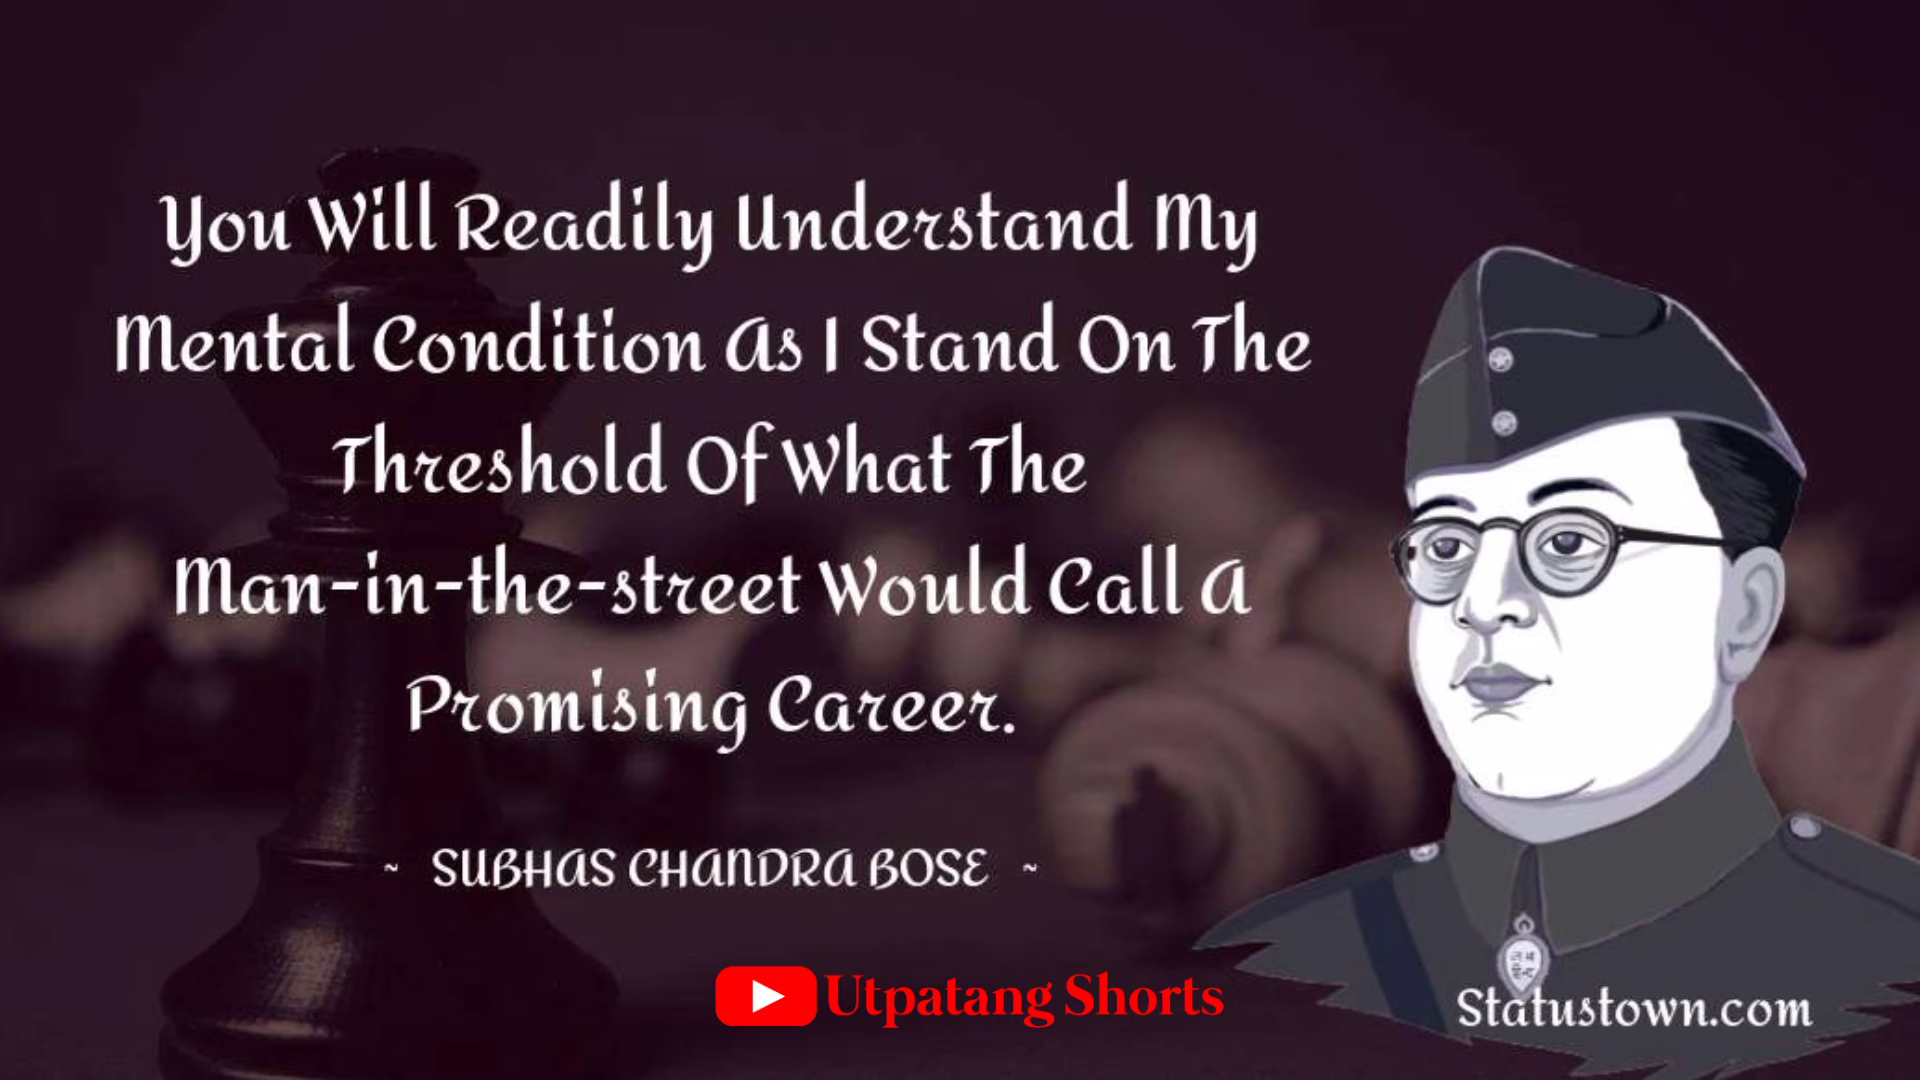 You Will Readily Understand My
Mental Condition As I Stand On The
Threshold Of What The
Man-in-the-street Would Call A
Promising Career.
~ SUBHAS CHANDRA BOSE ~
Utpatang Shorts
Statustown.com